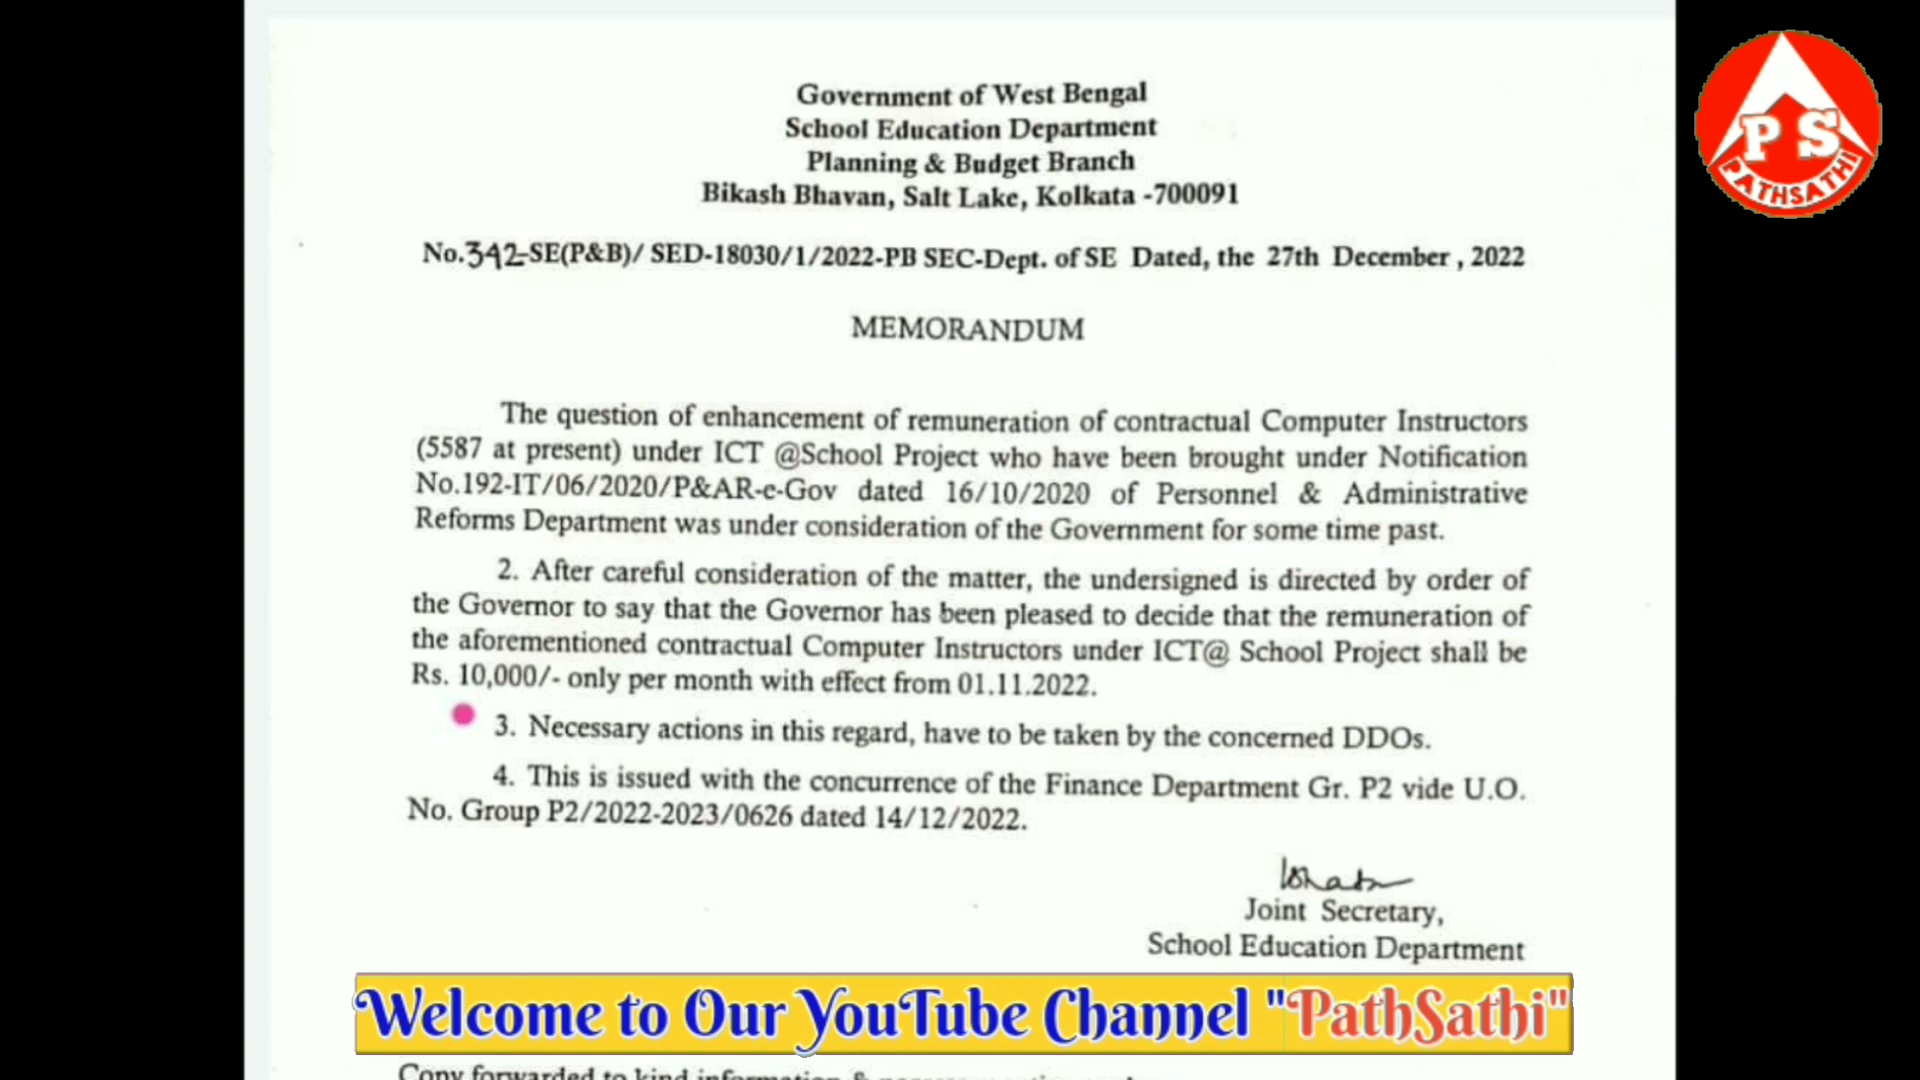 Government of West Bengal
School Education Department
Planning & Budget Branch
Bikash Bhavan, Salt Lake, Kolkata -700091
No.342-SE(P&B)/ SED-18030/1/2022-PB SEC-Dept. of SE Dated, the 27th December , 2022
MEMORANDUM
The question of enhancement of remuneration of contractual Computer Instructors
(5587 at present) under ICT @School Project who have been brought under Notification
No.192-IT/06/2020/P&AR-e-Gov dated 16/10/2020 of Personnel & Administrative
Reforms Department was under consideration of the Government for some time past.
2. After careful consideration of the matter, the undersigned is directed by order of
the Governor to say that the Governor has been pleased to decide that the remuneration of
the aforementioned contractual Computer Instructors under ICT@ School Project shall be
Rs. 10,000/- only per month with effect from 01.11.2022.
3. Necessary actions in this regard, have to be taken by the concerned DDOs.
4. This is issued with the concurrence of the Finance Department Gr. P2 vide U.O.
No. Group P2/2022-2023/0626 dated 14/12/2022.
Joint Secretary,
School Education Department
Welcome to Our YouTube Channel "PathSathi"
Copy forwarded to kind information &
PS
PATHSATHI